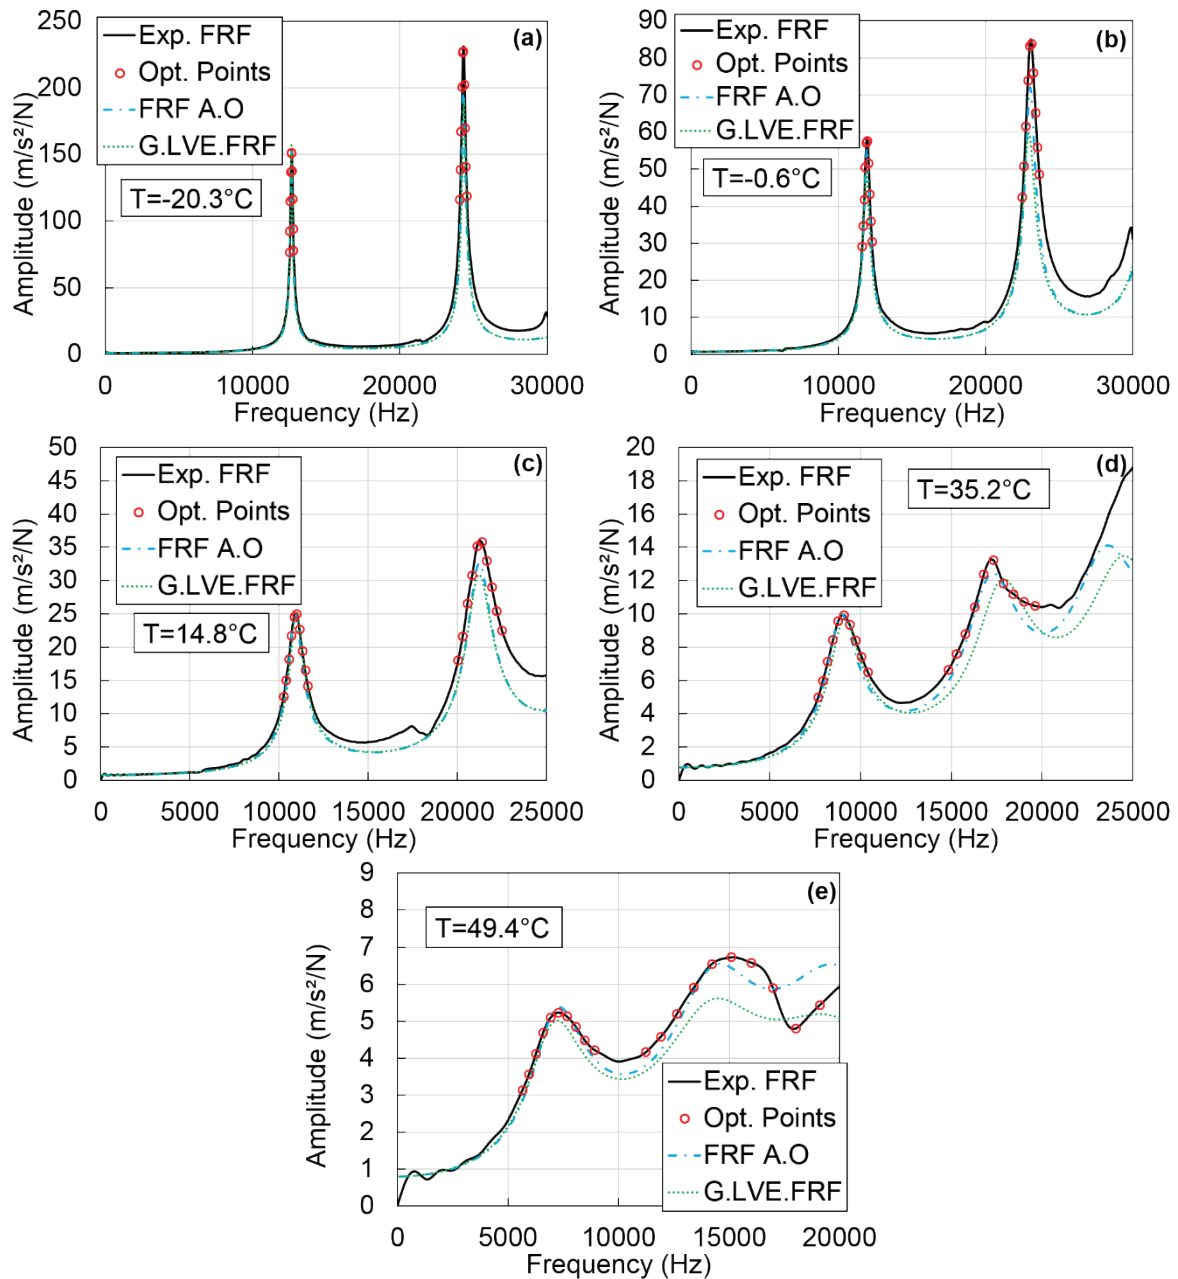 (a)
250
200
150
100
50
0
Amplitude (m/s²/N)
Exp. FRF
Opt. Points
FRF A.O
G.LVE.FRF
T=-20.3°C
0 10000 20000 30000
Frequency (Hz)
(b)
90
80
70
60
50
40
30
20
10
0
Amplitude (m/s²/N)
Exp. FRF
Opt. Points
FRF A.O
G.LVE.FRF
T=-0.6°C
0 10000 20000 30000
Frequency (Hz)
(c)
50
45
40
35
30
25
20
15
10
5
0
Amplitude (m/s²/N)
Exp. FRF
Opt. Points
FRF A.O
G.LVE.FRF
T=14.8°C
0 5000 10000 15000 20000 25000
Frequency (Hz)
(d)
20
18
16
14
12
10
8
6
4
2
0
Amplitude (m/s²/N)
Exp. FRF
Opt. Points
FRF A.O
G.LVE.FRF
T=35.2°C
0 5000 10000 15000 20000 25000
Frequency (Hz)
(e)
9
8
7
6
5
4
3
2
1
0
Amplitude (m/s²/N)
T=49.4°C
Exp. FRF
Opt. Points
FRF A.O
G.LVE.FRF
0 5000 10000 15000 20000
Frequency (Hz)